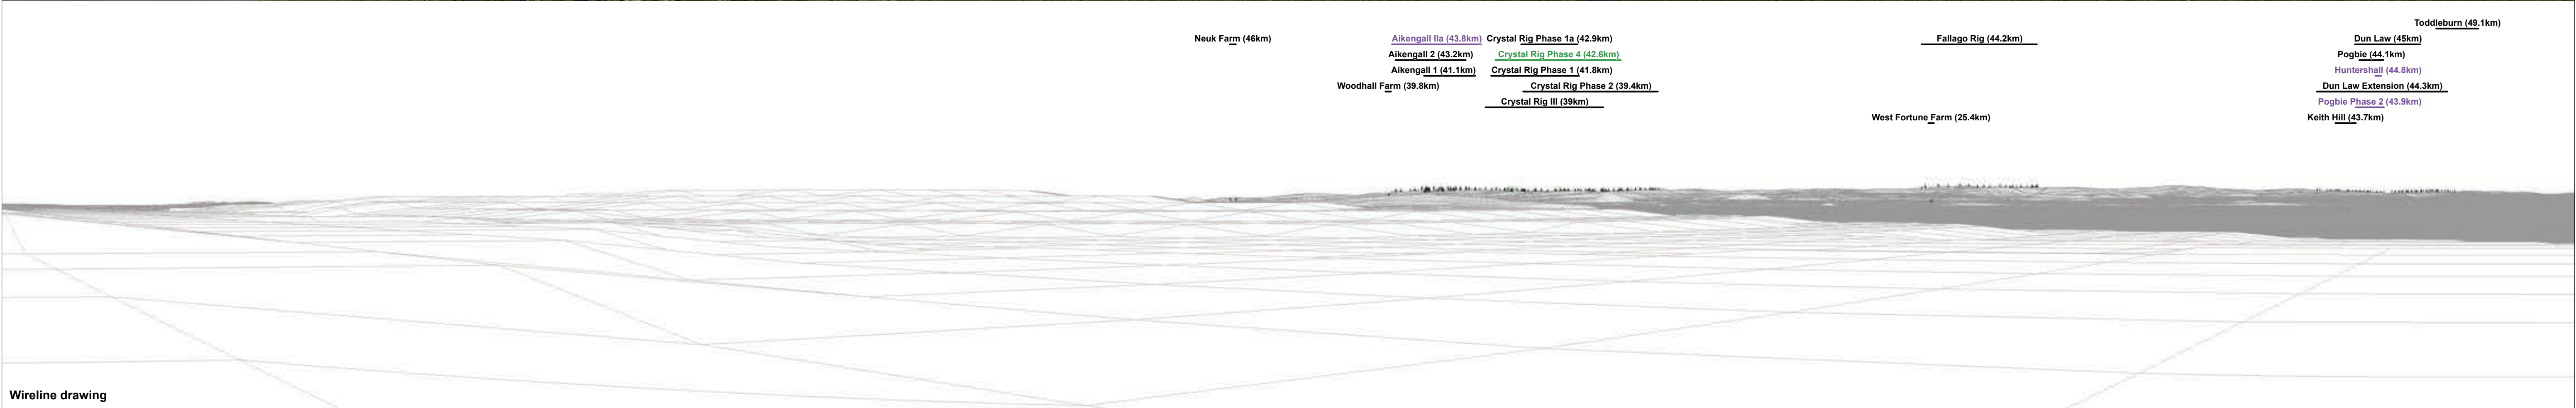 Toddleburn (49.1km)
Neuk Farm (46km)
Aikengall IIa (43.8km)
Crystal Rig Phase 1a (42.9km)
Fallago Rig (44.2km)
Dun Law (45km)
Aikengall 2 (43.2km)
Crystal Rig Phase 4 (42.6km)
Pogbie (44.1km)
Aikengall 1 (41.1km)
Crystal Rig Phase 1 (41.8km)
Huntershall (44.8km)
Woodhall Farm (39.8km)
Crystal Rig Phase 2 (39.4km)
Dun Law Extension (44.3km)
Crystal Rig III (39km)
Pogbie Phase 2 (43.9km)
West Fortune Farm (25.4km)
Keith Hill (43.7km)
Wireline drawing